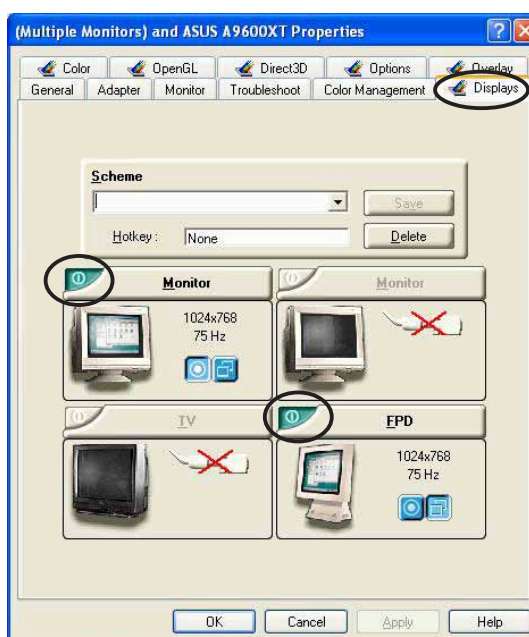 (Multiple Monitors) and ASUS A9600XT Properties
Color OpenGL Direct3D Options Overlay
General Adapter Monitor Troubleshoot Color Management Displays
Scheme
Save
Hotkey: None Delete
Monitor Monitor
1024x768
75 Hz
TV FPD
1024x768
75 Hz
OK Cancel Apply Help